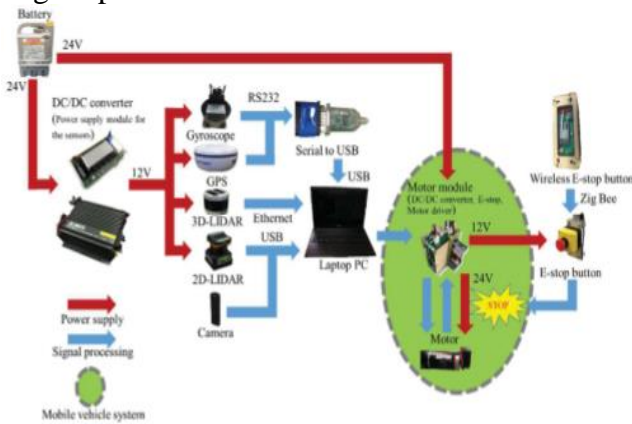 Battery
24V
24V
DC/DC converter
(Power supply module for
the sensors)
12V
Gyroscope
RS232
Serial to USB
GPS
USB
3D-LIDAR
Ethernet
USB
2D-LIDAR
Laptop PC
Camera
Motor module
(DC/DC converter, E-stop,
Motor driver)
12V
24V
Motor
STOP
Wireless E-stop button
Zig Bee
E-stop button
Power supply
Signal processing
Mobile vehicle system